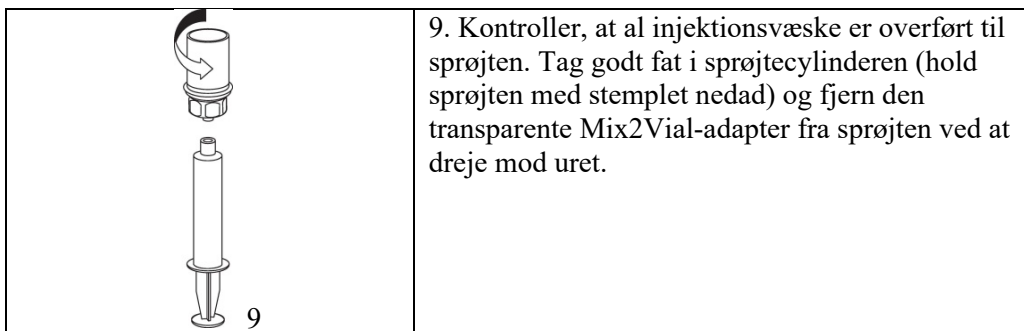 9. Kontroller, at al injektionsvæske er overført til
sprøjten. Tag godt fat i sprøjtecylinderen (hold
sprøjten med stemplet nedad) og fjern den
transparente Mix2Vial-adapter fra sprøjten ved at
dreje mod uret.
9